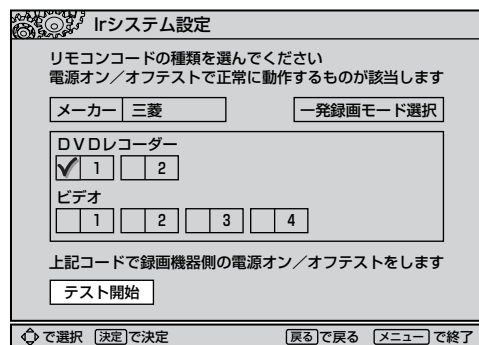 Irシステム設定
リモコンコードの種類を選んでください
電源オン／オフテストで正常に動作するものが該当します
メーカー 三菱 一発録画モード選択
ＤＶＤレコーダー
1 2
ビデオ
1 2 3 4
上記コードで録画機器側の電源オン／オフテストをします
テスト開始
で選択 決定で決定 戻るで戻る メニューで終了